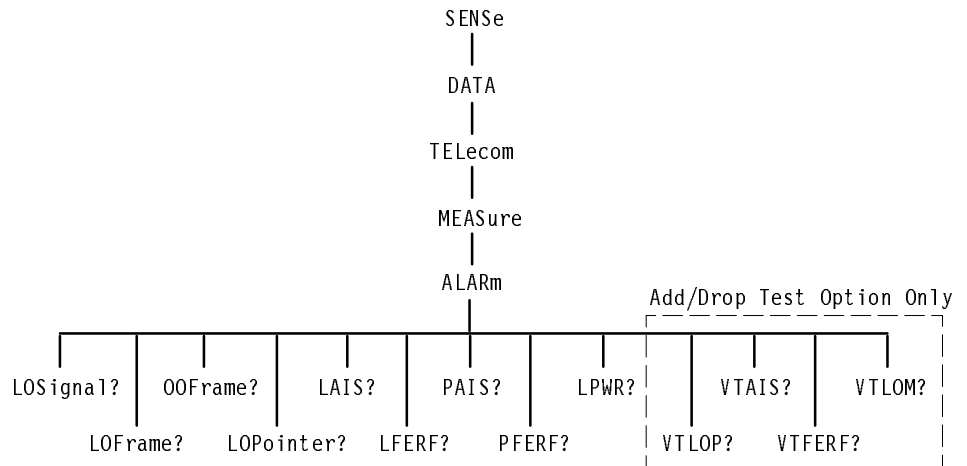 SENSe
DATA
TELecom
MEASure
ALARm
Add/Drop Test Option Only
LOSignal? OOFrame? LAIS? PAIS? LPWR? VTAIS? VTLOM?
LOFrame? LOPointer? LFERF? PFERF? VTLOP? VTFERF?